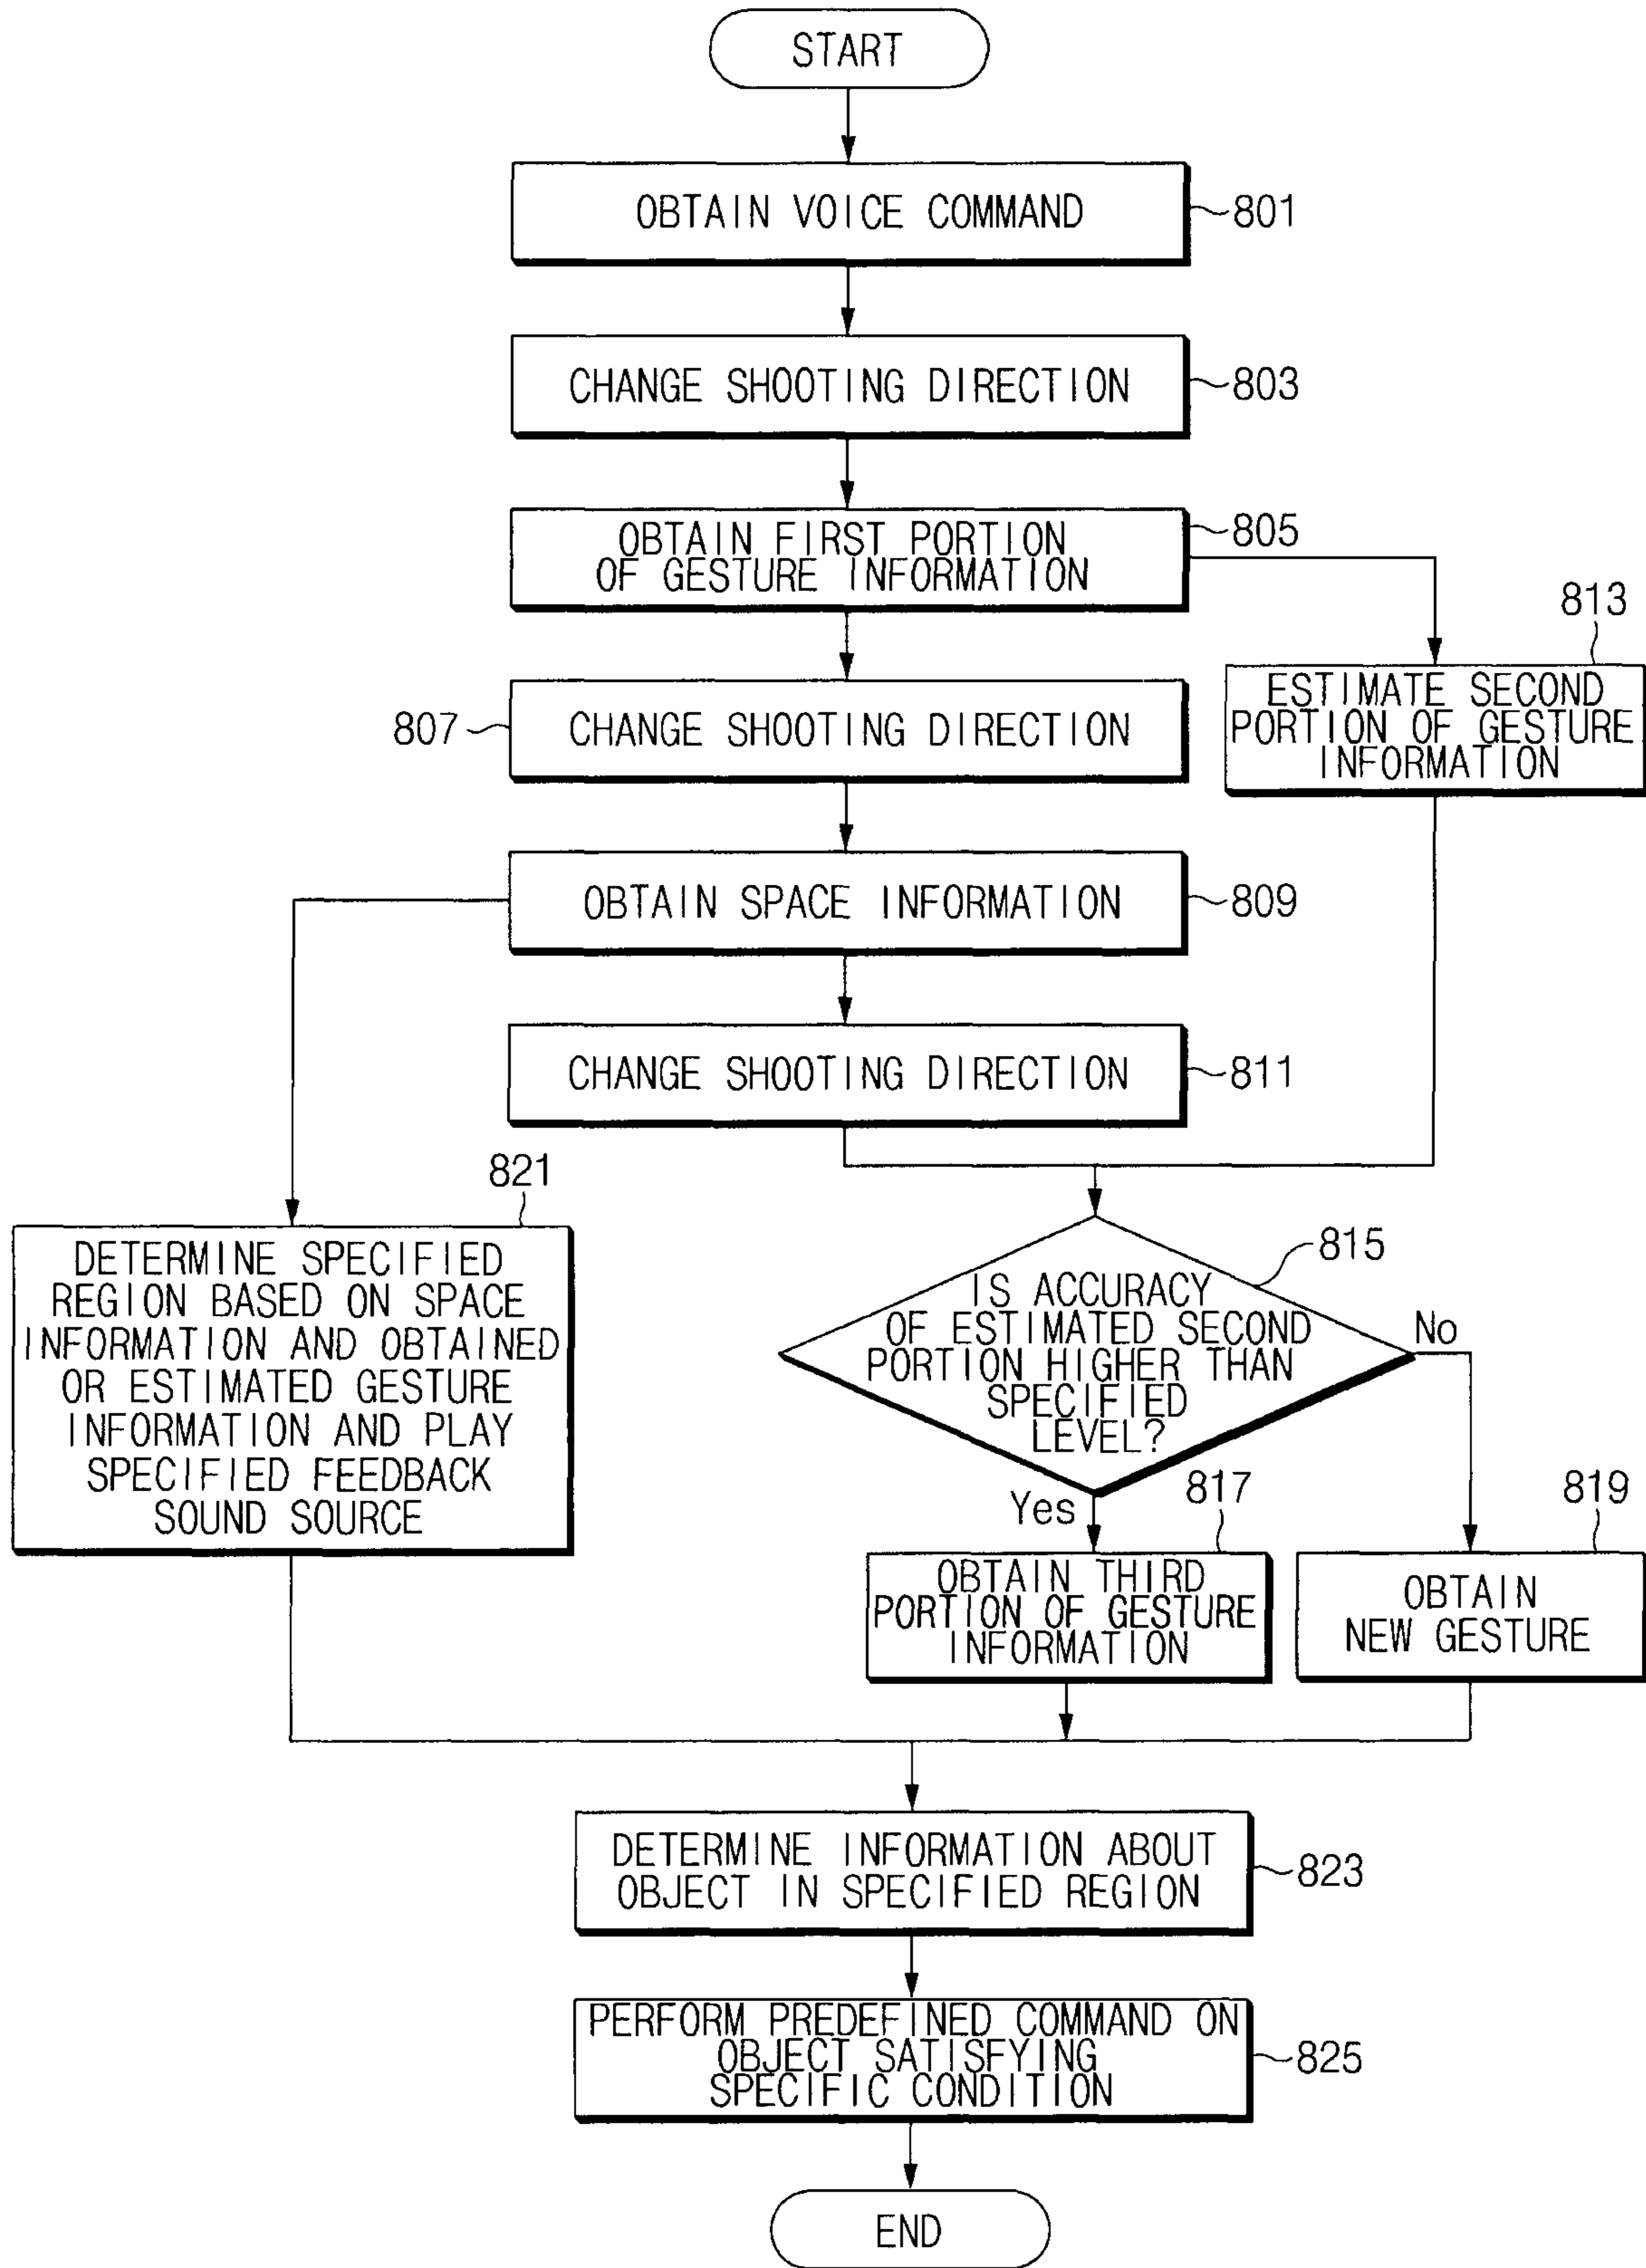 START
OBTAIN VOICE COMMAND
801
CHANGE SHOOTING DIRECTION
803
OBTAIN FIRST PORTION
OF GESTURE INFORMATION
805
813
ESTIMATE SECOND
PORTION OF GESTURE
INFORMATION
807
CHANGE SHOOTING DIRECTION
OBTAIN SPACE INFORMATION
809
CHANGE SHOOTING DIRECTION
811
821
DETERMINE SPECIFIED
REGION BASED ON SPACE
INFORMATION AND OBTAINED
OR ESTIMATED GESTURE
INFORMATION AND PLAY
SPECIFIED FEEDBACK
SOUND SOURCE
815
IS ACCURACY
OF ESTIMATED SECOND
PORTION HIGHER THAN
SPECIFIED
LEVEL?
No
Yes
817
OBTAIN THIRD
PORTION OF GESTURE
INFORMATION
819
OBTAIN
NEW GESTURE
DETERMINE INFORMATION ABOUT
OBJECT IN SPECIFIED REGION
823
PERFORM PREDEFINED COMMAND ON
OBJECT SATISFYING
SPECIFIC CONDITION
825
END